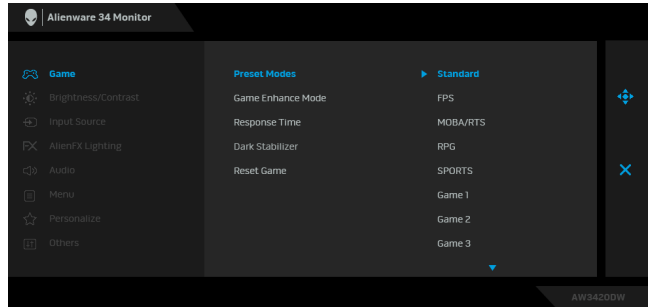 Alienware 34 Monitor
Game Preset Modes Standard
Brightness/Contrast Game Enhance Mode FPS
Input Source Response Time MOBA/RTS
AlienFX Lighting Dark Stabilizer RPG
Audio Reset Game SPORTS
Menu Game 1
Personalize Game 2
Others Game 3
AW3420DW